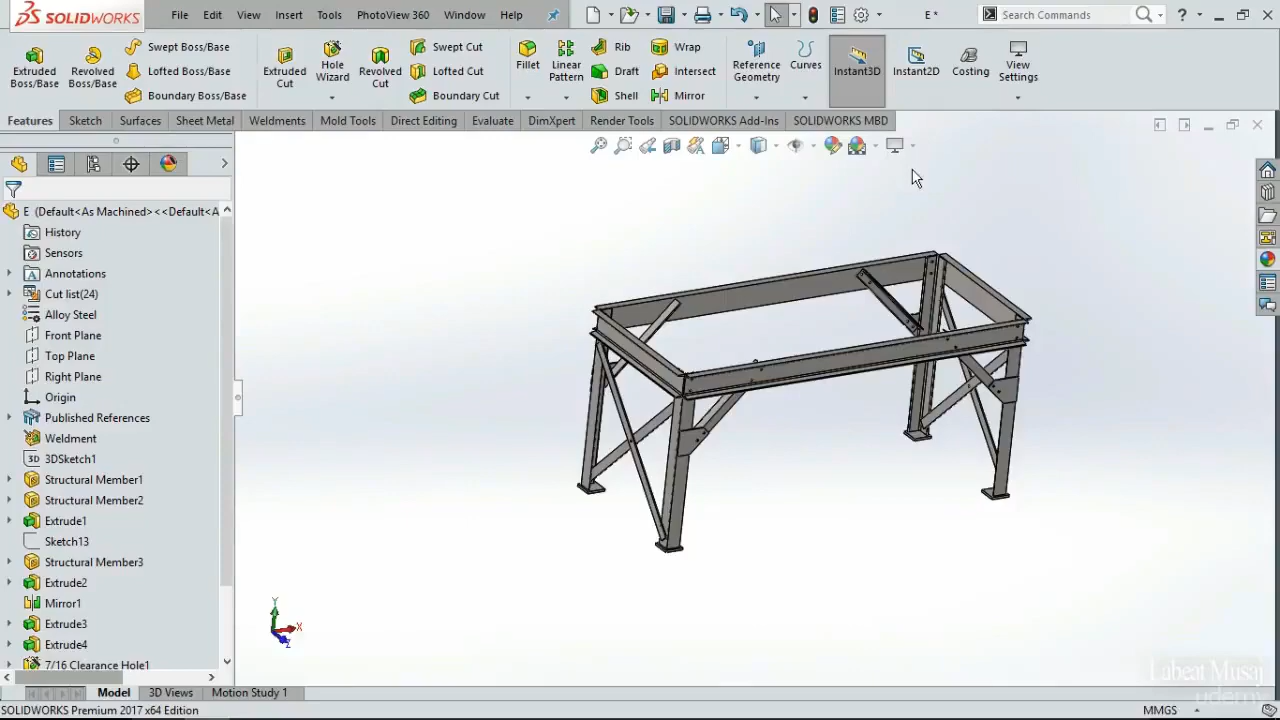 SOLIDWORKS File Edit View Insert Tools PhotoView 360 Window Help E * Search Commands ?
Extruded Boss/Base
Revolved Boss/Base
Swept Boss/Base
Lofted Boss/Base
Boundary Boss/Base
Extruded Cut
Hole Wizard
Revolved Cut
Swept Cut
Lofted Cut
Boundary Cut
Fillet
Linear Pattern
Rib
Draft
Shell
Wrap
Intersect
Mirror
Reference Geometry
Curves
Instant3D
Instant2D
Costing
View Settings
Features Sketch Surfaces Sheet Metal Weldments Mold Tools Direct Editing Evaluate DimXpert Render Tools SOLIDWORKS Add-Ins SOLIDWORKS MBD
E (Default<As Machined><<Default<A
History
Sensors
Annotations
Cut list(24)
Alloy Steel
Front Plane
Top Plane
Right Plane
Origin
Published References
Weldment
3D 3DSketch1
Structural Member1
Structural Member2
Extrude1
Sketch13
Structural Member3
Extrude2
Mirror1
Extrude3
Extrude4
7/16 Clearance Hole1
Y
X
Z
Labeat Musaj
udemy
Model 3D Views Motion Study 1
SOLIDWORKS Premium 2017 x64 Edition MMGS